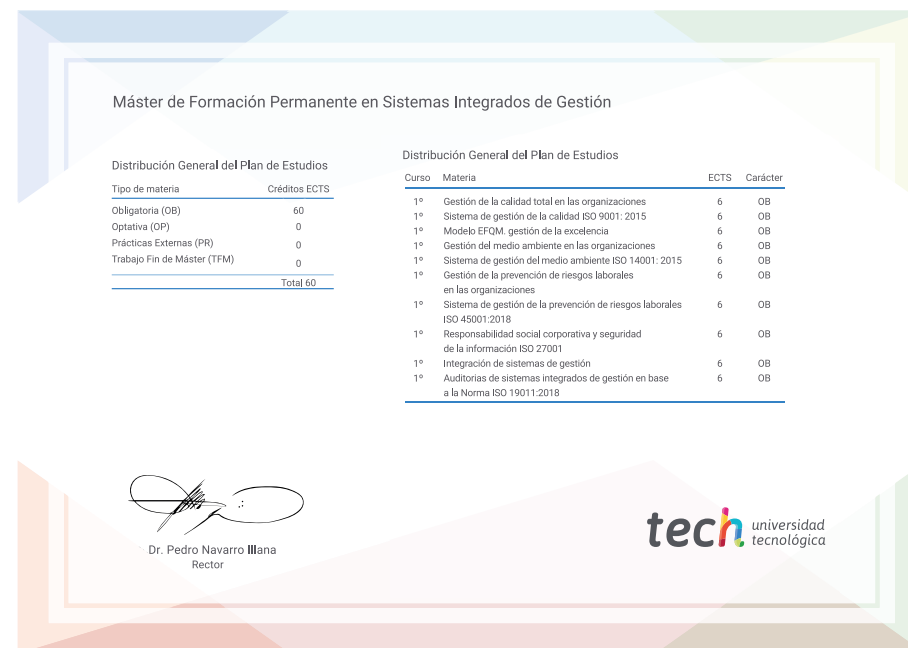 Máster de Formación Permanente en Sistemas Integrados de Gestión
Distribución General del Plan de Estudios
Tipo de materia Créditos ECTS
Obligatoria (OB) 60
Optativa (OP) 0
Prácticas Externas (PR) 0
Trabajo Fin de Máster (TFM) 0
Total 60
Distribución General del Plan de Estudios
Curso Materia ECTS Carácter
1º Gestión de la calidad total en las organizaciones 6 OB
1º Sistema de gestión de la calidad ISO 9001: 2015 6 OB
1º Modelo EFQM. gestión de la excelencia 6 OB
1º Gestión del medio ambiente en las organizaciones 6 OB
1º Sistema de gestión del medio ambiente ISO 14001: 2015 6 OB
1º Gestión de la prevención de riesgos laborales 6 OB
en las organizaciones
1º Sistema de gestión de la prevención de riesgos laborales 6 OB
ISO 45001:2018
1º Responsabilidad social corporativa y seguridad 6 OB
de la información ISO 27001
1º Integración de sistemas de gestión 6 OB
1º Auditorias de sistemas integrados de gestión en base 6 OB
a la Norma ISO 19011:2018
Dr. Pedro Navarro Illana
Rector
tech universidad
tecnológica